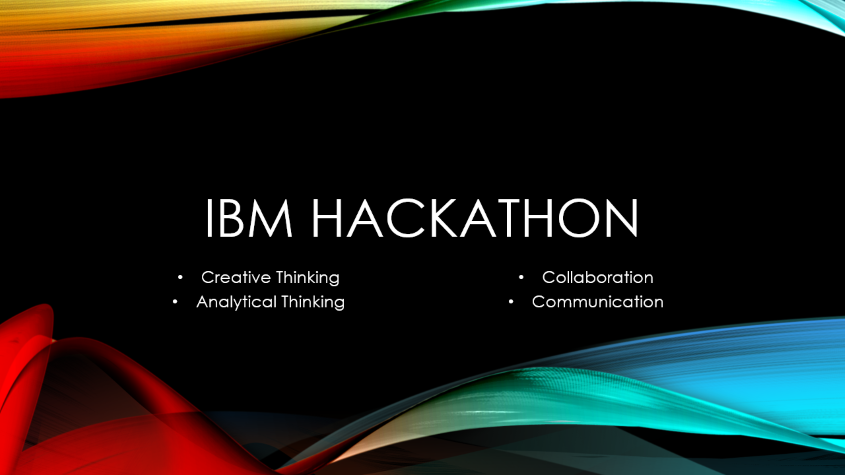 IBM HACKATHON
• Creative Thinking
• Analytical Thinking
• Collaboration
• Communication